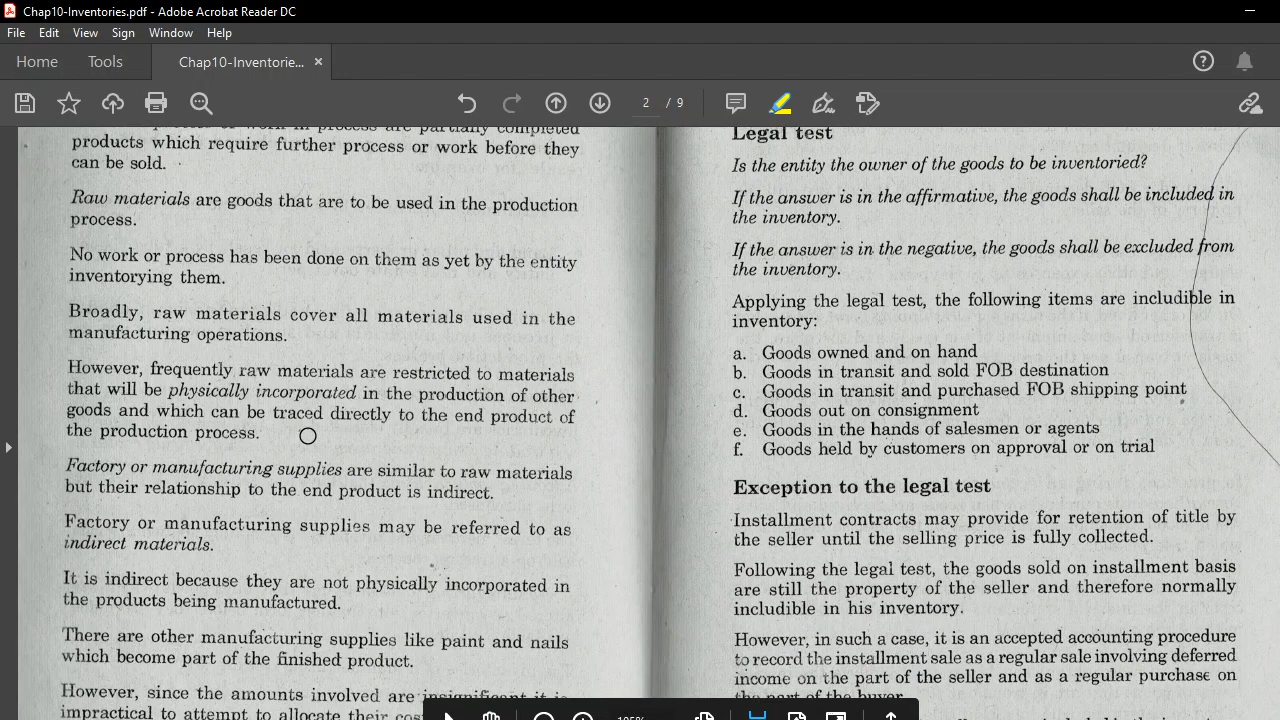 Chap10-Inventories.pdf - Adobe Acrobat Reader DC
File Edit View Sign Window Help
Home Tools Chap10-Inventorie... ×
2 / 9
products which require further process or work before they
can be sold.
Raw materials are goods that are to be used in the production
process.
No work or process has been done on them as yet by the entity
inventorying them.
Broadly, raw materials cover all materials used in the
manufacturing operations.
However, frequently raw materials are restricted to materials
that will be physically incorporated in the production of other
goods and which can be traced directly to the end product of
the production process.
Factory or manufacturing supplies are similar to raw materials
but their relationship to the end product is indirect.
Factory or manufacturing supplies may be referred to as
indirect materials.
It is indirect because they are not physically incorporated in
the products being manufactured.
There are other manufacturing supplies like paint and nails
which become part of the finished product.
However, since the amounts involved are insignificant it is
impractical to attempt to allocate their
Legal test
Is the entity the owner of the goods to be inventoried?
If the answer is in the affirmative, the goods shall be included in
the inventory.
If the answer is in the negative, the goods shall be excluded from
the inventory.
Applying the legal test, the following items are includible in
inventory:
a. Goods owned and on hand
b. Goods in transit and sold FOB destination
c. Goods in transit and purchased FOB shipping point
d. Goods out on consignment
e. Goods in the hands of salesmen or agents
f. Goods held by customers on approval or on trial
Exception to the legal test
Installment contracts may provide for retention of title by
the seller until the selling price is fully collected.
Following the legal test, the goods sold on installment basis
are still the property of the seller and therefore normally
includible in his inventory.
However, in such a case, it is an accepted accounting procedure
to record the installment sale as a regular sale involving deferred
income on the part of the seller and as a regular purchase on
the part of the buyer.